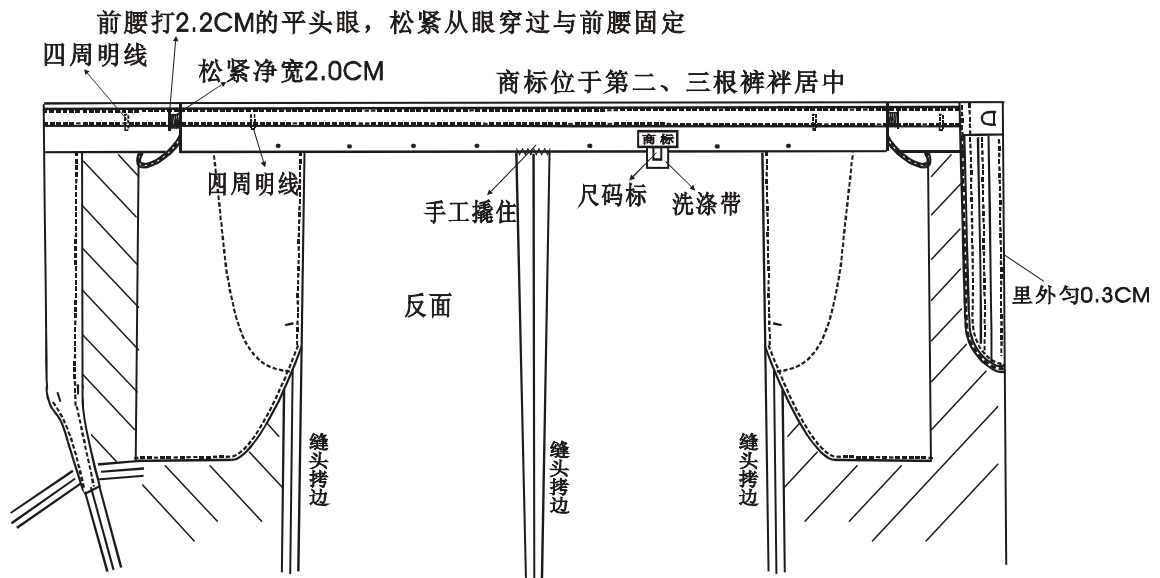 前腰打2.2CM的平头眼，松紧从眼穿过与前腰固定
四周明线
松紧净宽2.0CM
商标位于第二、三根裤袢居中
商标
四周明线
手工撬住
尺码标
洗涤带
反面
里外匀0.3CM
缝头拷边
缝头拷边
缝头拷边